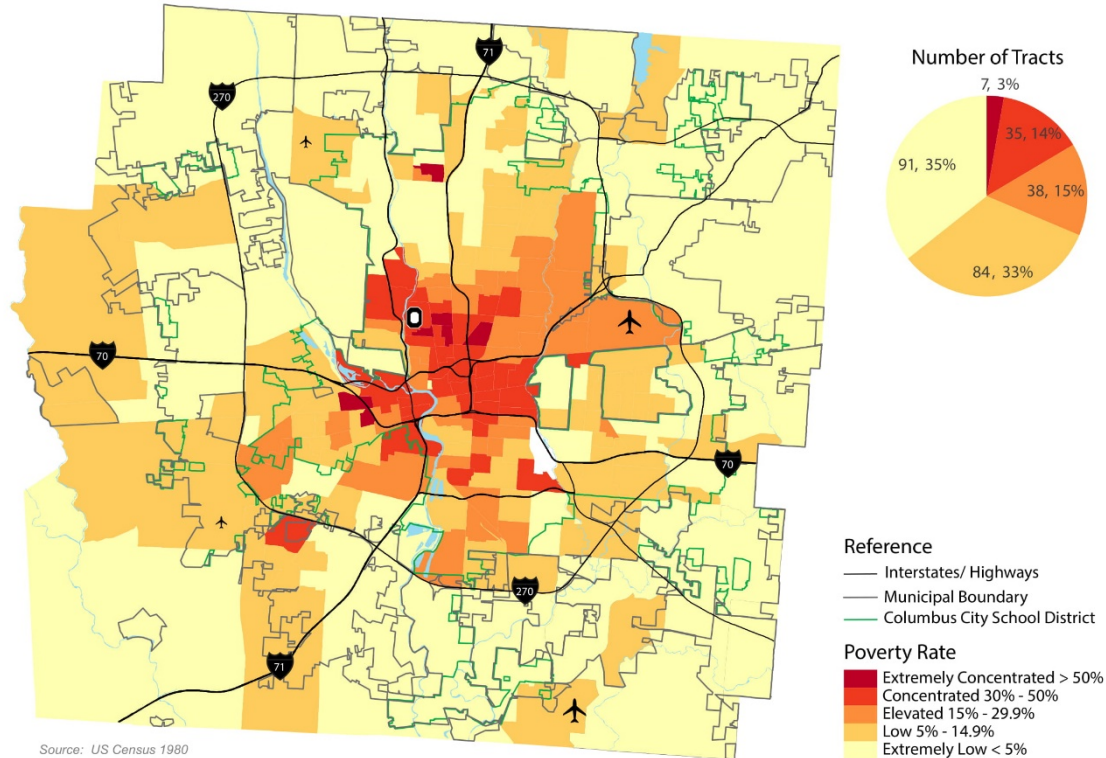 71
270
70
70
270
71
Source: US Census 1980
Number of Tracts
7, 3%
35, 14%
91, 35%
38, 15%
84, 33%
Reference
Interstates/ Highways
Municipal Boundary
Columbus City School District
Poverty Rate
Extremely Concentrated > 50%
Concentrated 30% - 50%
Elevated 15% - 29.9%
Low 5% - 14.9%
Extremely Low < 5%